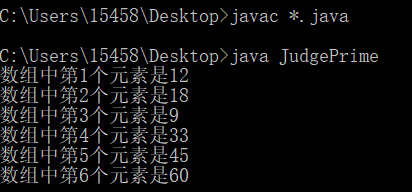 C:\Users\15458\Desktop>javac *.java
C:\Users\15458\Desktop>java JudgePrime
数组中第1个元素是12
数组中第2个元素是18
数组中第3个元素是9
数组中第4个元素是33
数组中第5个元素是45
数组中第6个元素是60